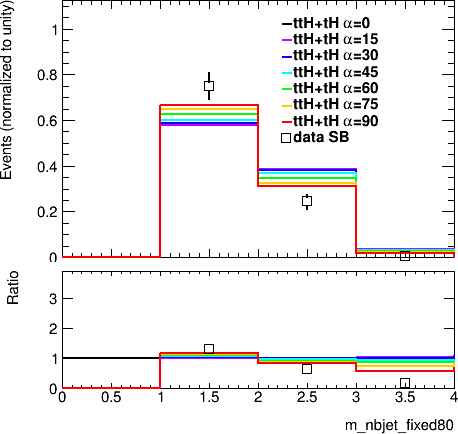 Events (normalized to unity)
1
0.8
0.6
0.4
0.2
0
ttH+tH α=0
ttH+tH α=15
ttH+tH α=30
ttH+tH α=45
ttH+tH α=60
ttH+tH α=75
ttH+tH α=90
data SB
Ratio
3
2
1
0
0 0.5 1 1.5 2 2.5 3 3.5 4
m_nbjet_fixed80